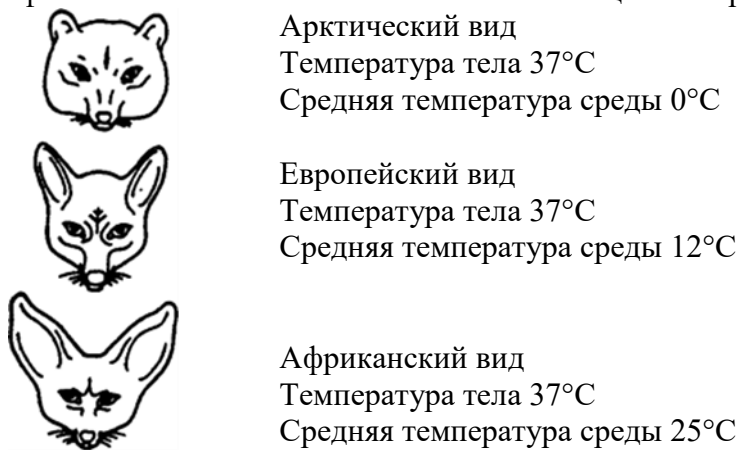 Арктический вид
Температура тела 37°С
Средняя температура среды 0°С
Европейский вид
Температура тела 37°С
Средняя температура среды 12°С
Африканский вид
Температура тела 37°С
Средняя температура среды 25°С